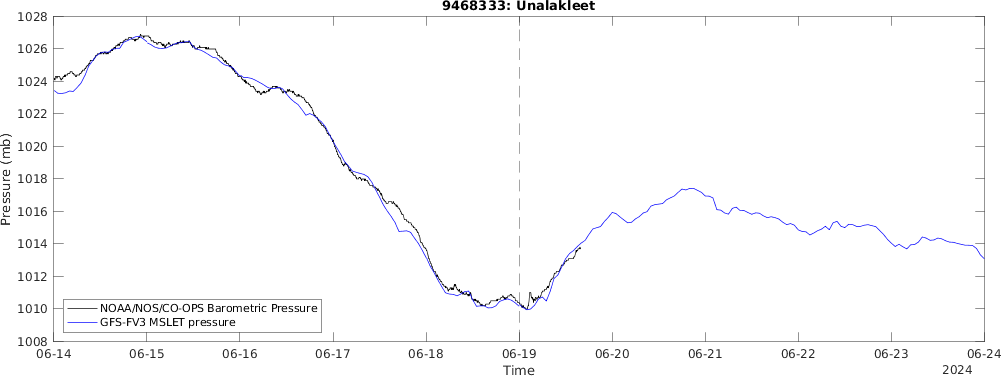 9468333: Unalakleet
Pressure (mb)
1028
1026
1024
1022
1020
1018
1016
1014
1012
1010
1008
NOAA/NOS/CO-OPS Barometric Pressure
GFS-FV3 MSLET pressure
06-14 06-15 06-16 06-17 06-18 06-19 06-20 06-21 06-22 06-23 06-24
Time
2024